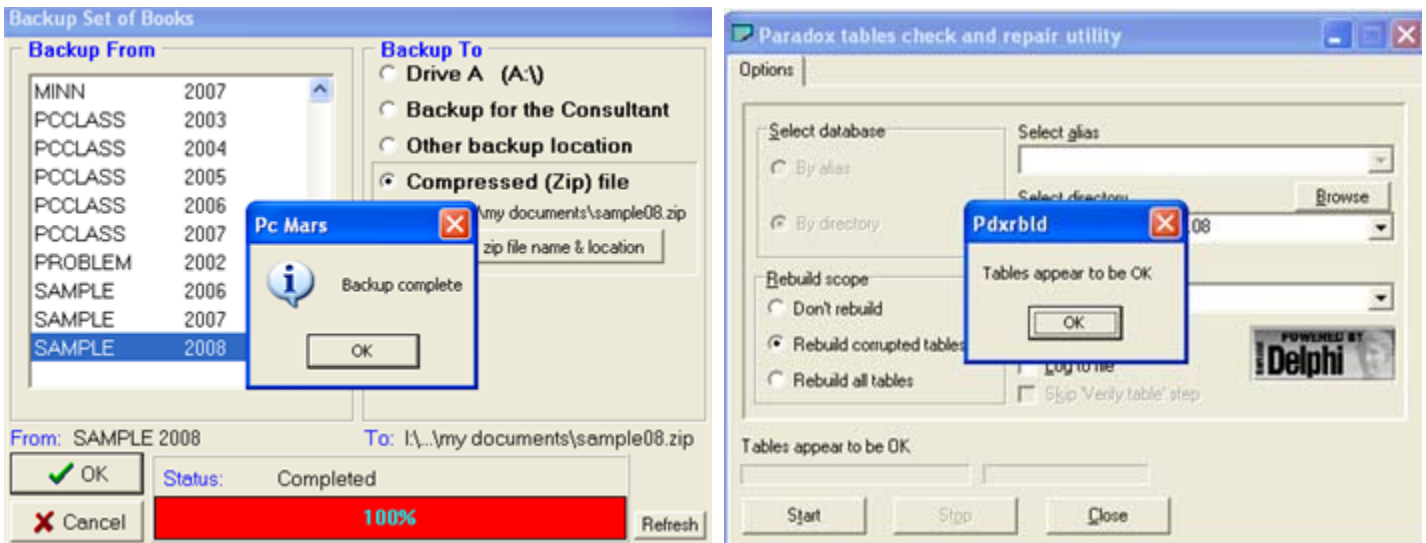 Backup Set of Books
Backup From
MINN 2007
PCCLASS 2003
PCCLASS 2004
PCCLASS 2005
PCCLASS 2006
PCCLASS 2007
PROBLEM 2002
SAMPLE 2006
SAMPLE 2007
SAMPLE 2008
Backup To
Drive A (A:\)
Backup for the Consultant
Other backup location
Compressed (Zip) file
\my documents\sample08.zip
zip file name & location
Pc Mars
Backup complete
OK
From: SAMPLE 2008
To: I:\...\my documents\sample08.zip
OK
Cancel
Status: Completed
100%
Refresh
Paradox tables check and repair utility
Options
Select database
By alias
By directory
Select alias
Select directory
Browse
08
Rebuild scope
Don't rebuild
Rebuild corrupted tables
Rebuild all tables
Log to file
Skip 'Verify table' step
POWERED BY
Delphi
Pdxrbld
Tables appear to be OK
OK
Tables appear to be OK
Start
Stop
Close